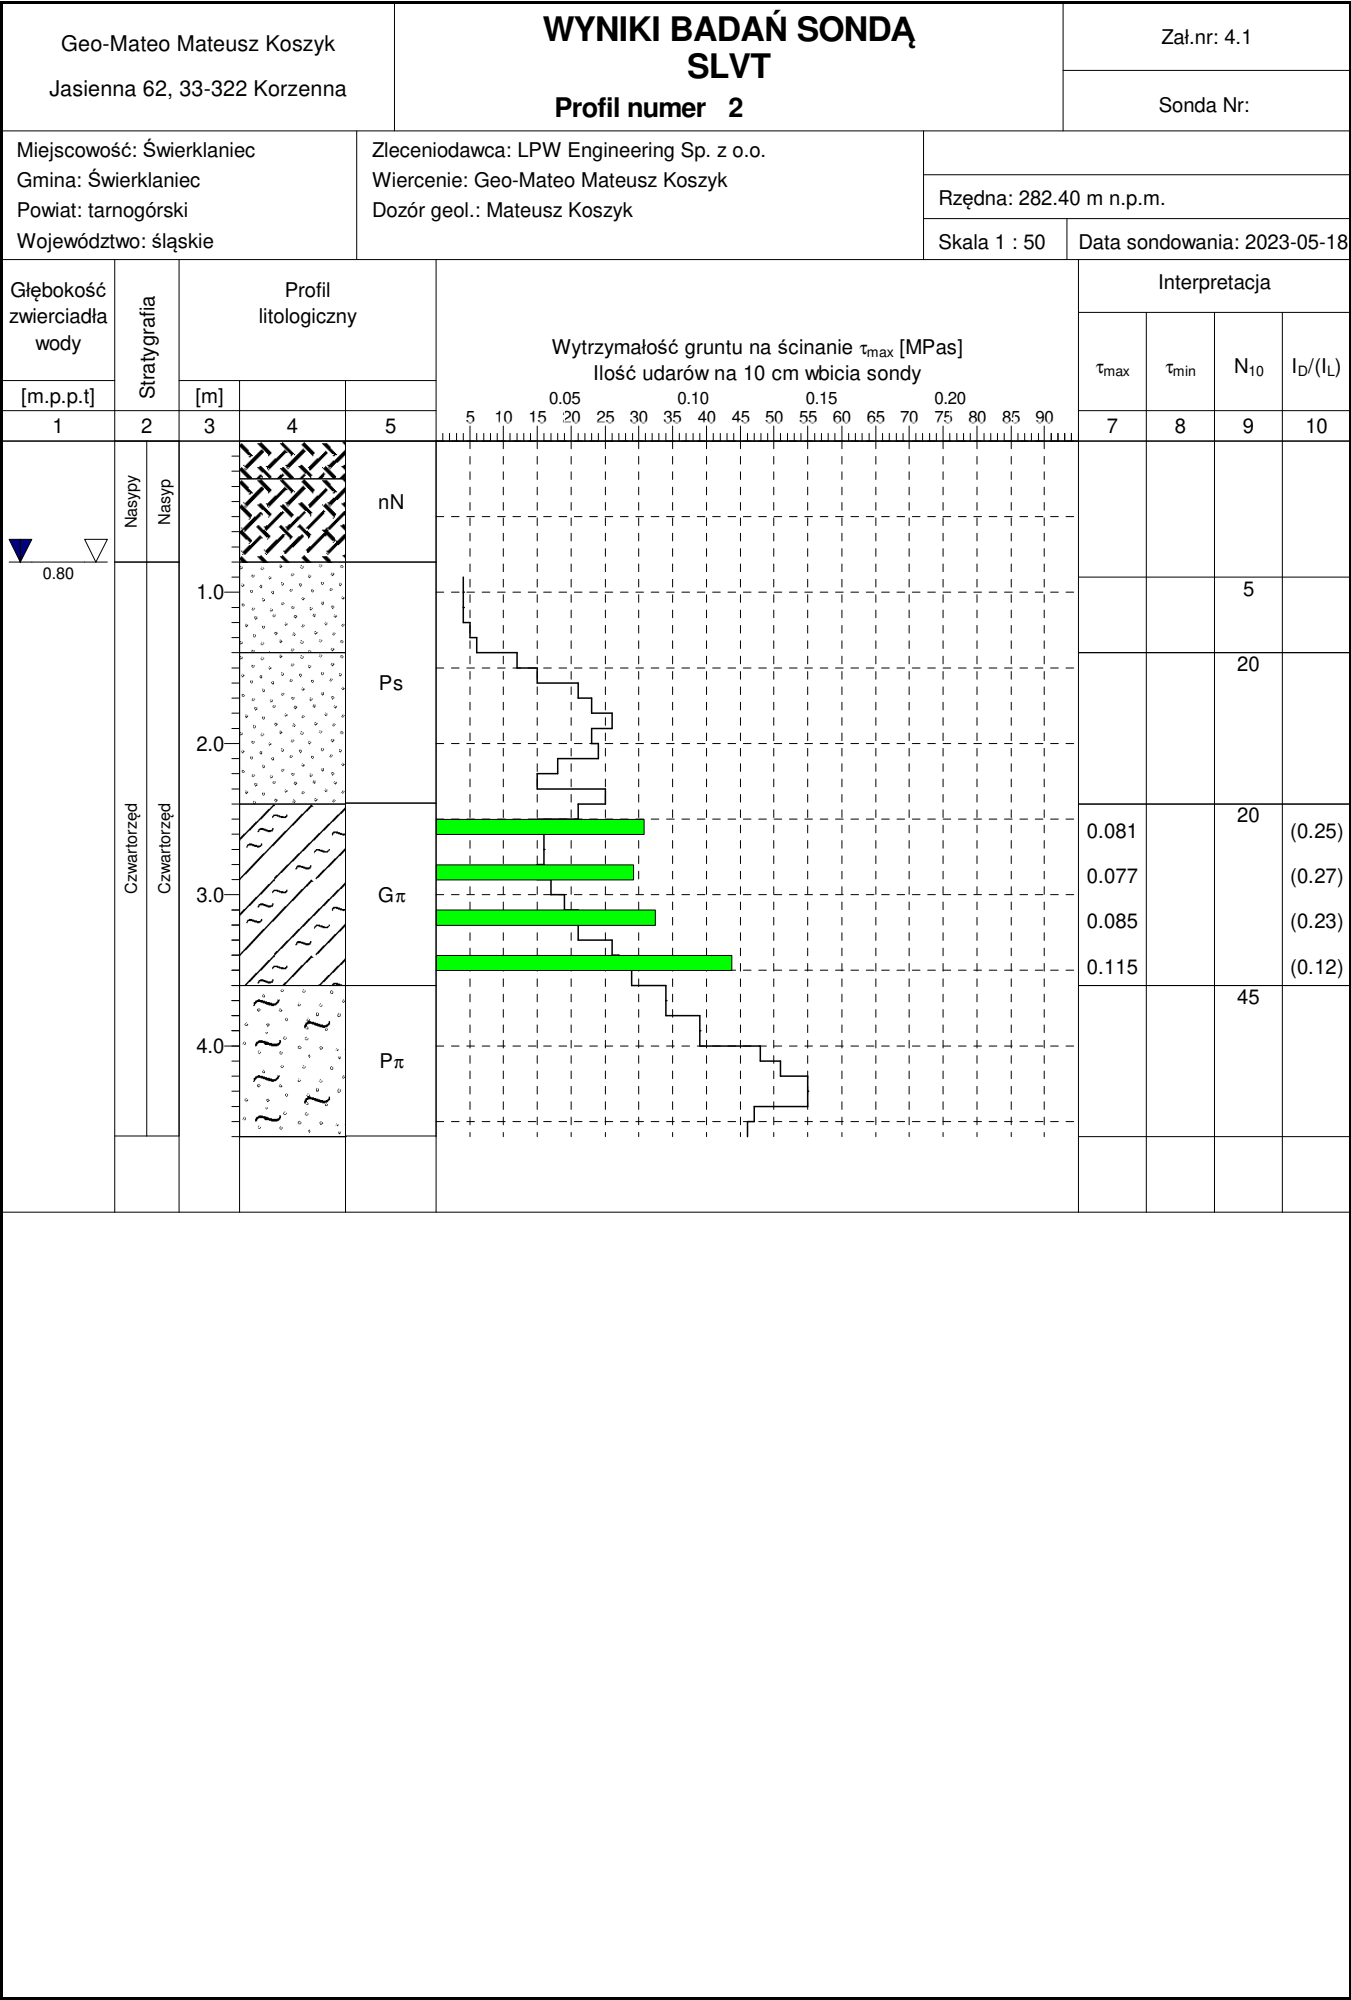 Geo-Mateo Mateusz Koszyk
Jasienna 62, 33-322 Korzenna
WYNIKI BADAŃ SONDĄ
SLVT
Profil numer 2
Zał.nr: 4.1
Sonda Nr:
Miejscowość: Świerklaniec
Gmina: Świerklaniec
Powiat: tarnogórski
Województwo: śląskie
Zleceniodawca: LPW Engineering Sp. z o.o.
Wiercenie: Geo-Mateo Mateusz Koszyk
Dozór geol.: Mateusz Koszyk
Rzędna: 282.40 m n.p.m.
Skala 1 : 50
Data sondowania: 2023-05-18
Głębokość
zwierciadła
wody
[m.p.p.t]
Stratygrafia
Profil
litologiczny
[m]
Wytrzymałość gruntu na ścinanie τmax [MPas]
Ilość udarów na 10 cm wbicia sondy
0.05 0.10 0.15 0.20
5 10 15 20 25 30 35 40 45 50 55 60 65 70 75 80 85 90
Interpretacja
τmax τmin N10 ID/(IL)
1 2 3 4 5 7 8 9 10
Nasypy
Nasyp
nN
0.80
1.0
5
20
Ps
2.0
Czwartorzęd
Czwartorzęd
20
0.081 (0.25)
0.077 (0.27)
3.0
Gπ
0.085 (0.23)
0.115 (0.12)
45
4.0
Pπ